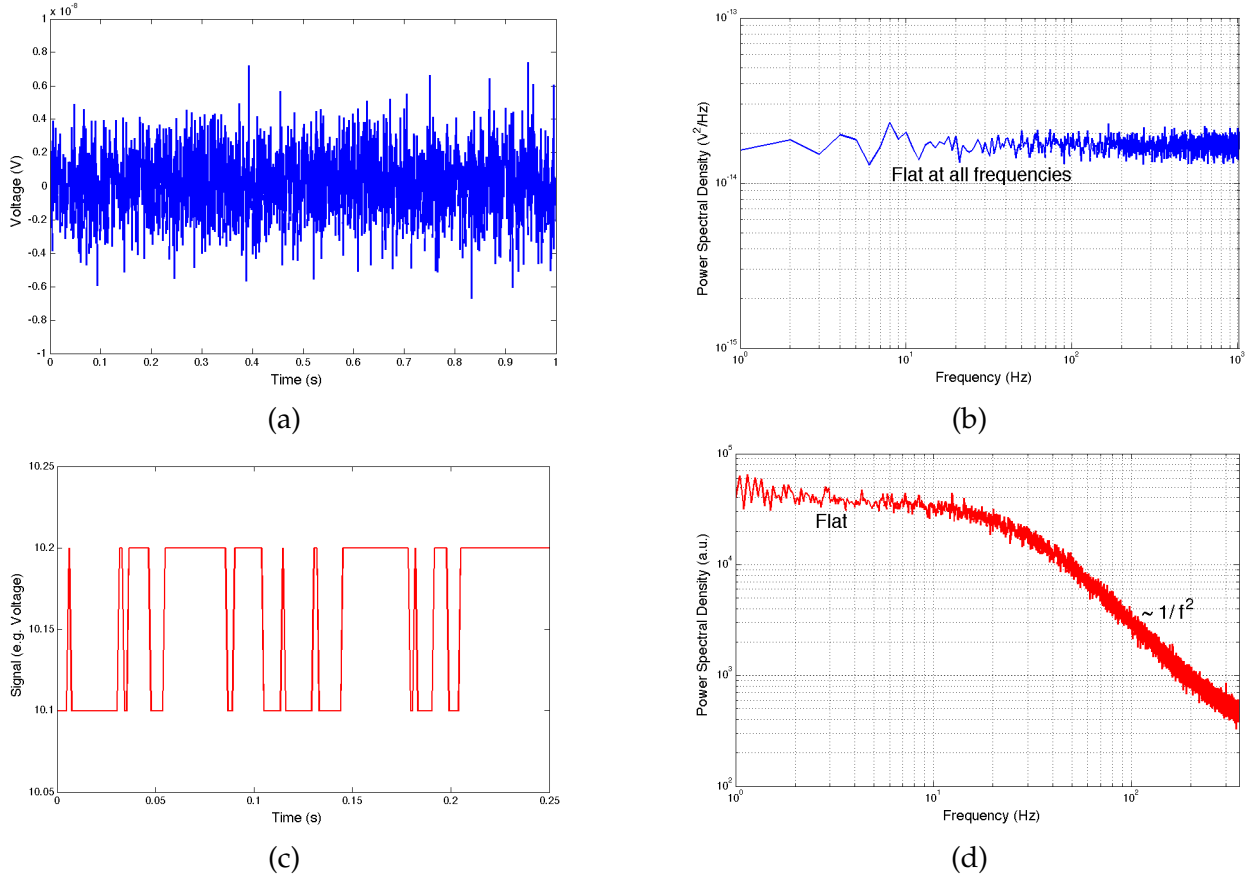 1 x 10^-8
0.8
0.6
0.4
0.2
0
-0.2
-0.4
-0.6
-0.8
-1
Voltage (V)
0 0.1 0.2 0.3 0.4 0.5 0.6 0.7 0.8 0.9 1
Time (s)
(a)
10^-13
10^-14
10^-15
Power Spectral Density (V^2/Hz)
Flat at all frequencies
10^0 10^1 10^2 10^3
Frequency (Hz)
(b)
10.25
10.2
10.15
10.1
10.05
Signal (e.g. Voltage)
0 0.05 0.1 0.15 0.2 0.25
Time (s)
(c)
10^5
10^4
10^3
10^2
Power Spectral Density (a.u.)
Flat
~ 1/f^2
10^0 10^1 10^2
Frequency (Hz)
(d)